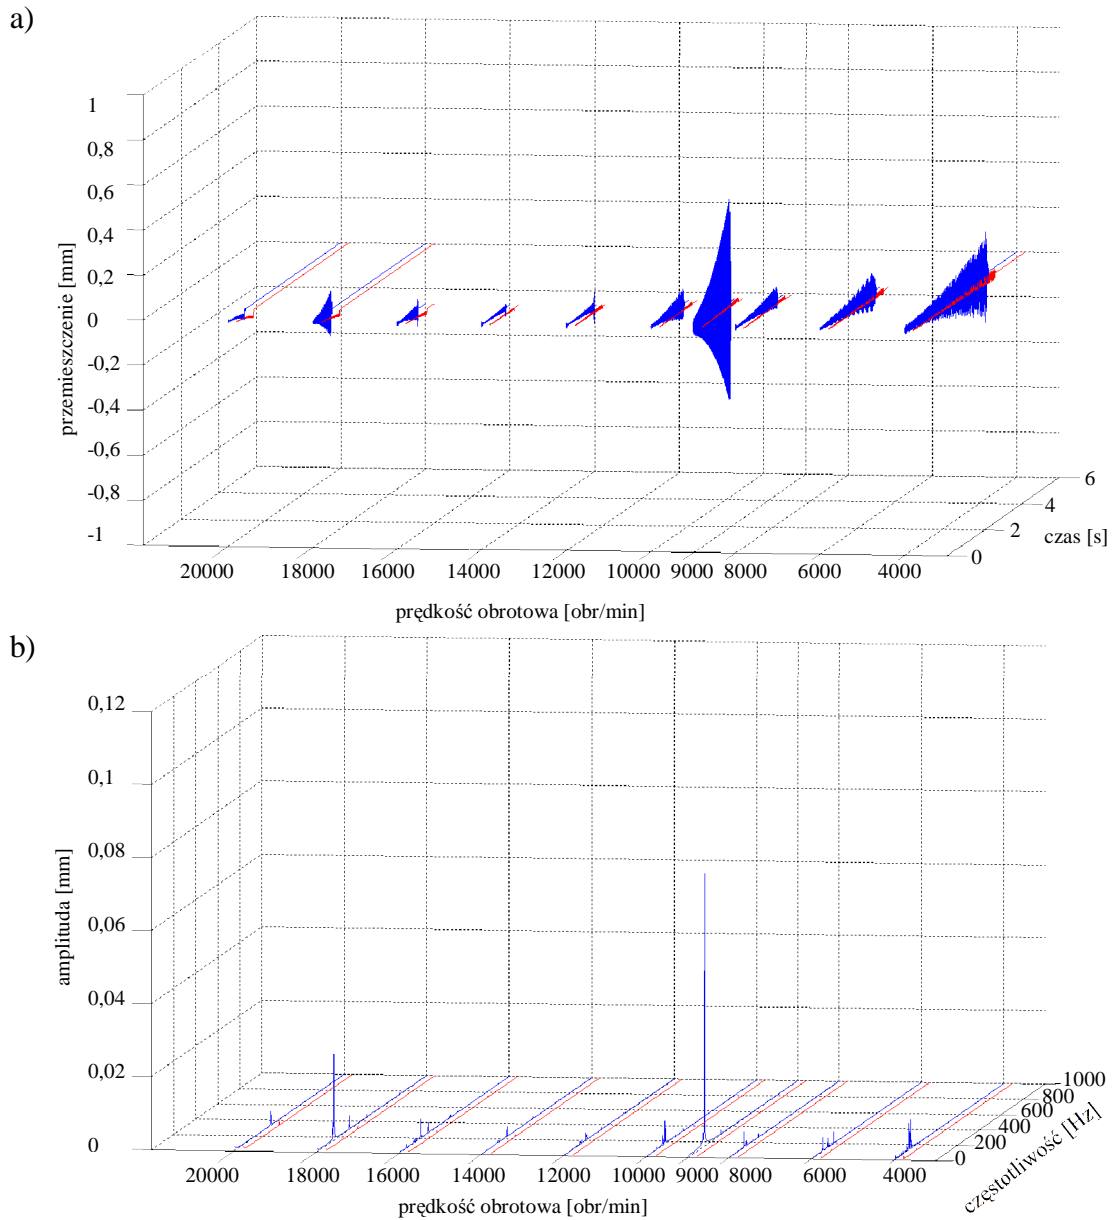 a)
1
0,8
0,6
0,4
0,2
0
-0,2
-0,4
-0,6
-0,8
-1
przemieszczenie [mm]
20000 18000 16000 14000 12000 10000 9000 8000 6000 4000
prędkość obrotowa [obr/min]
0 2 4 6
czas [s]
b)
0,12
0,1
0,08
0,06
0,04
0,02
0
amplituda [mm]
20000 18000 16000 14000 12000 10000 9000 8000 6000 4000
prędkość obrotowa [obr/min]
0 200 400 600 800 1000
częstotliwość [Hz]